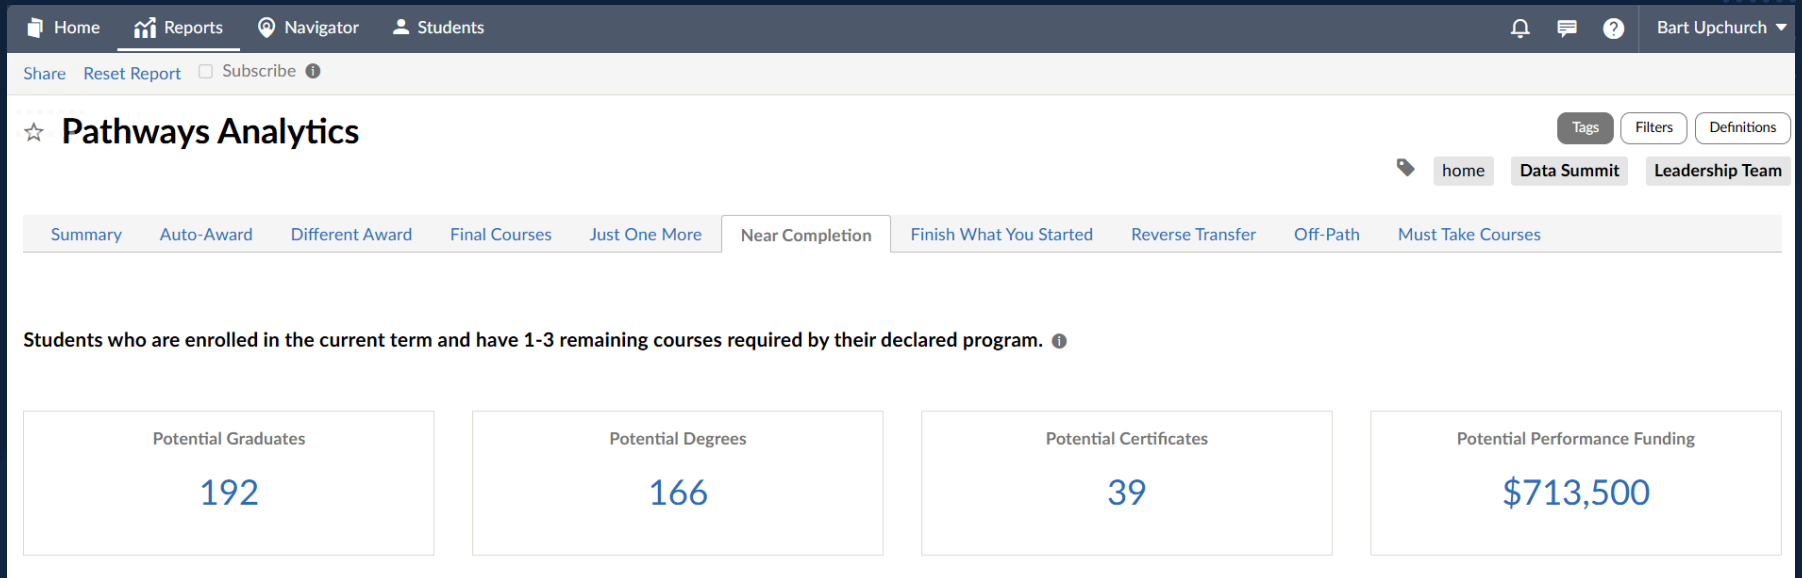 Home Reports Navigator Students Bart Upchurch
Share Reset Report Subscribe
Pathways Analytics
Tags Filters Definitions
home Data Summit Leadership Team
Summary Auto-Award Different Award Final Courses Just One More Near Completion Finish What You Started Reverse Transfer Off-Path Must Take Courses
Students who are enrolled in the current term and have 1-3 remaining courses required by their declared program.
Potential Graduates
192
Potential Degrees
166
Potential Certificates
39
Potential Performance Funding
$713,500